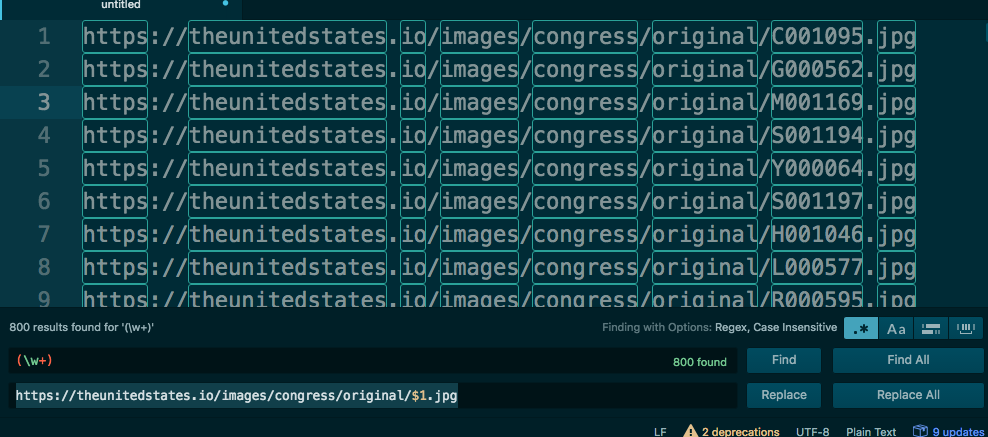 untitled
1 https://theunitedstates.io/images/congress/original/C001095.jpg
2 https://theunitedstates.io/images/congress/original/G000562.jpg
3 https://theunitedstates.io/images/congress/original/M001169.jpg
4 https://theunitedstates.io/images/congress/original/S001194.jpg
5 https://theunitedstates.io/images/congress/original/Y000064.jpg
6 https://theunitedstates.io/images/congress/original/S001197.jpg
7 https://theunitedstates.io/images/congress/original/H001046.jpg
8 https://theunitedstates.io/images/congress/original/L000577.jpg
9 https://theunitedstates.io/images/congress/original/R000595.jpg
800 results found for '(\w+)' Finding with Options: Regex, Case Insensitive .* Aa
(\w+) 800 found Find Find All
https://theunitedstates.io/images/congress/original/$1.jpg Replace Replace All
LF 2 deprecations UTF-8 Plain Text 9 updates